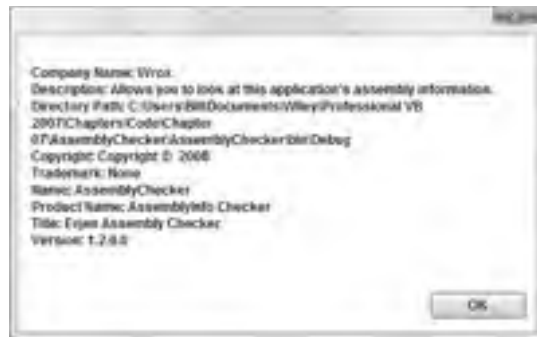 Company Name: Wrox
Description: Allows you to look at this application's assembly information.
Directory Path: C:\Users\Bill\Documents\Wiley\Professional VB
2007\Chapters\Code\Chapter
07\AssemblyChecker\AssemblyChecker\bin\Debug
Copyright: Copyright © 2008
Trademark: None
Name: AssemblyChecker
Product Name: AssemblyInfo Checker
Title: Assembly Checker
Version: 1.2.0.0
OK